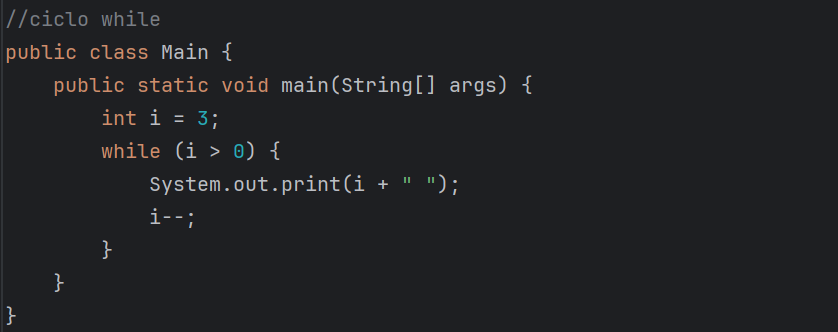 //ciclo while
public class Main {
    public static void main(String[] args) {
        int i = 3;
        while (i > 0) {
            System.out.print(i + " ");
            i--;
        }
    }
}